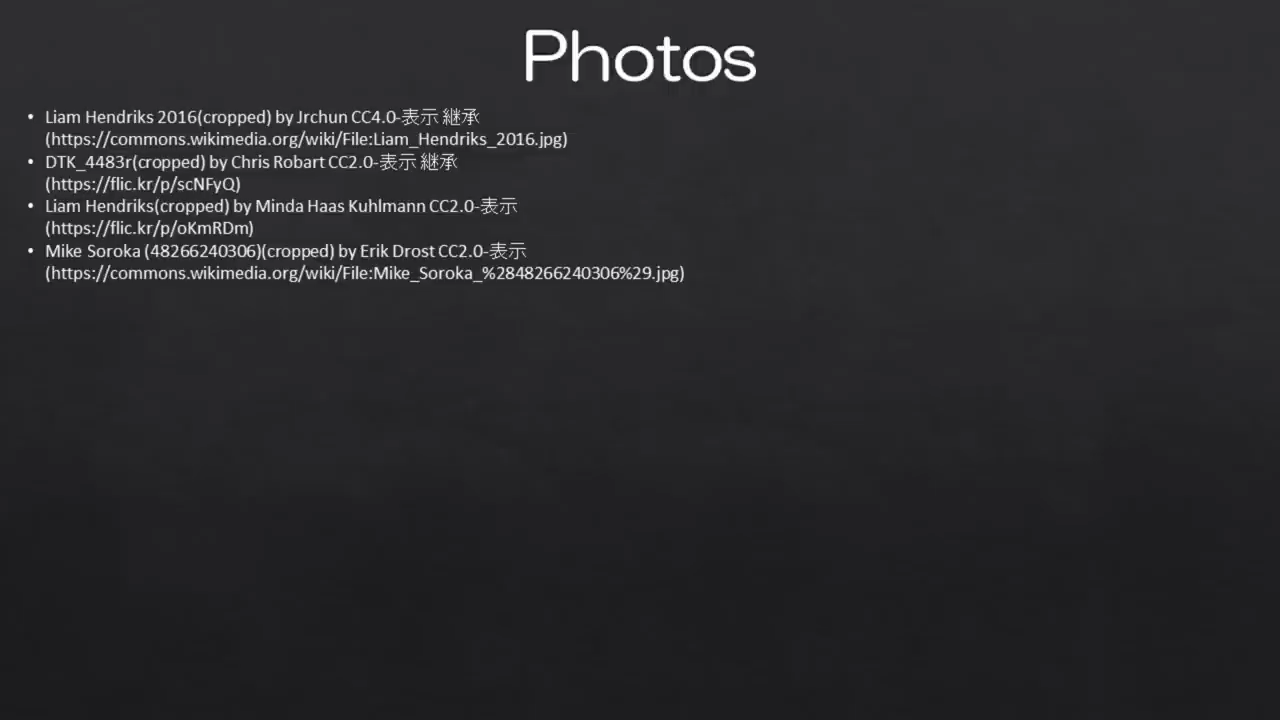 Photos
• Liam Hendriks 2016(cropped) by Jrchun CC4.0-表示 継承
(https://commons.wikimedia.org/wiki/File:Liam_Hendriks_2016.jpg)
• DTK_4483r(cropped) by Chris Robart CC2.0-表示 継承
(https://flic.kr/p/scNFyQ)
• Liam Hendriks(cropped) by Minda Haas Kuhlmann CC2.0-表示
(https://flic.kr/p/oKmRDm)
• Mike Soroka (48266240306)(cropped) by Erik Drost CC2.0-表示
(https://commons.wikimedia.org/wiki/File:Mike_Soroka_%2848266240306%29.jpg)